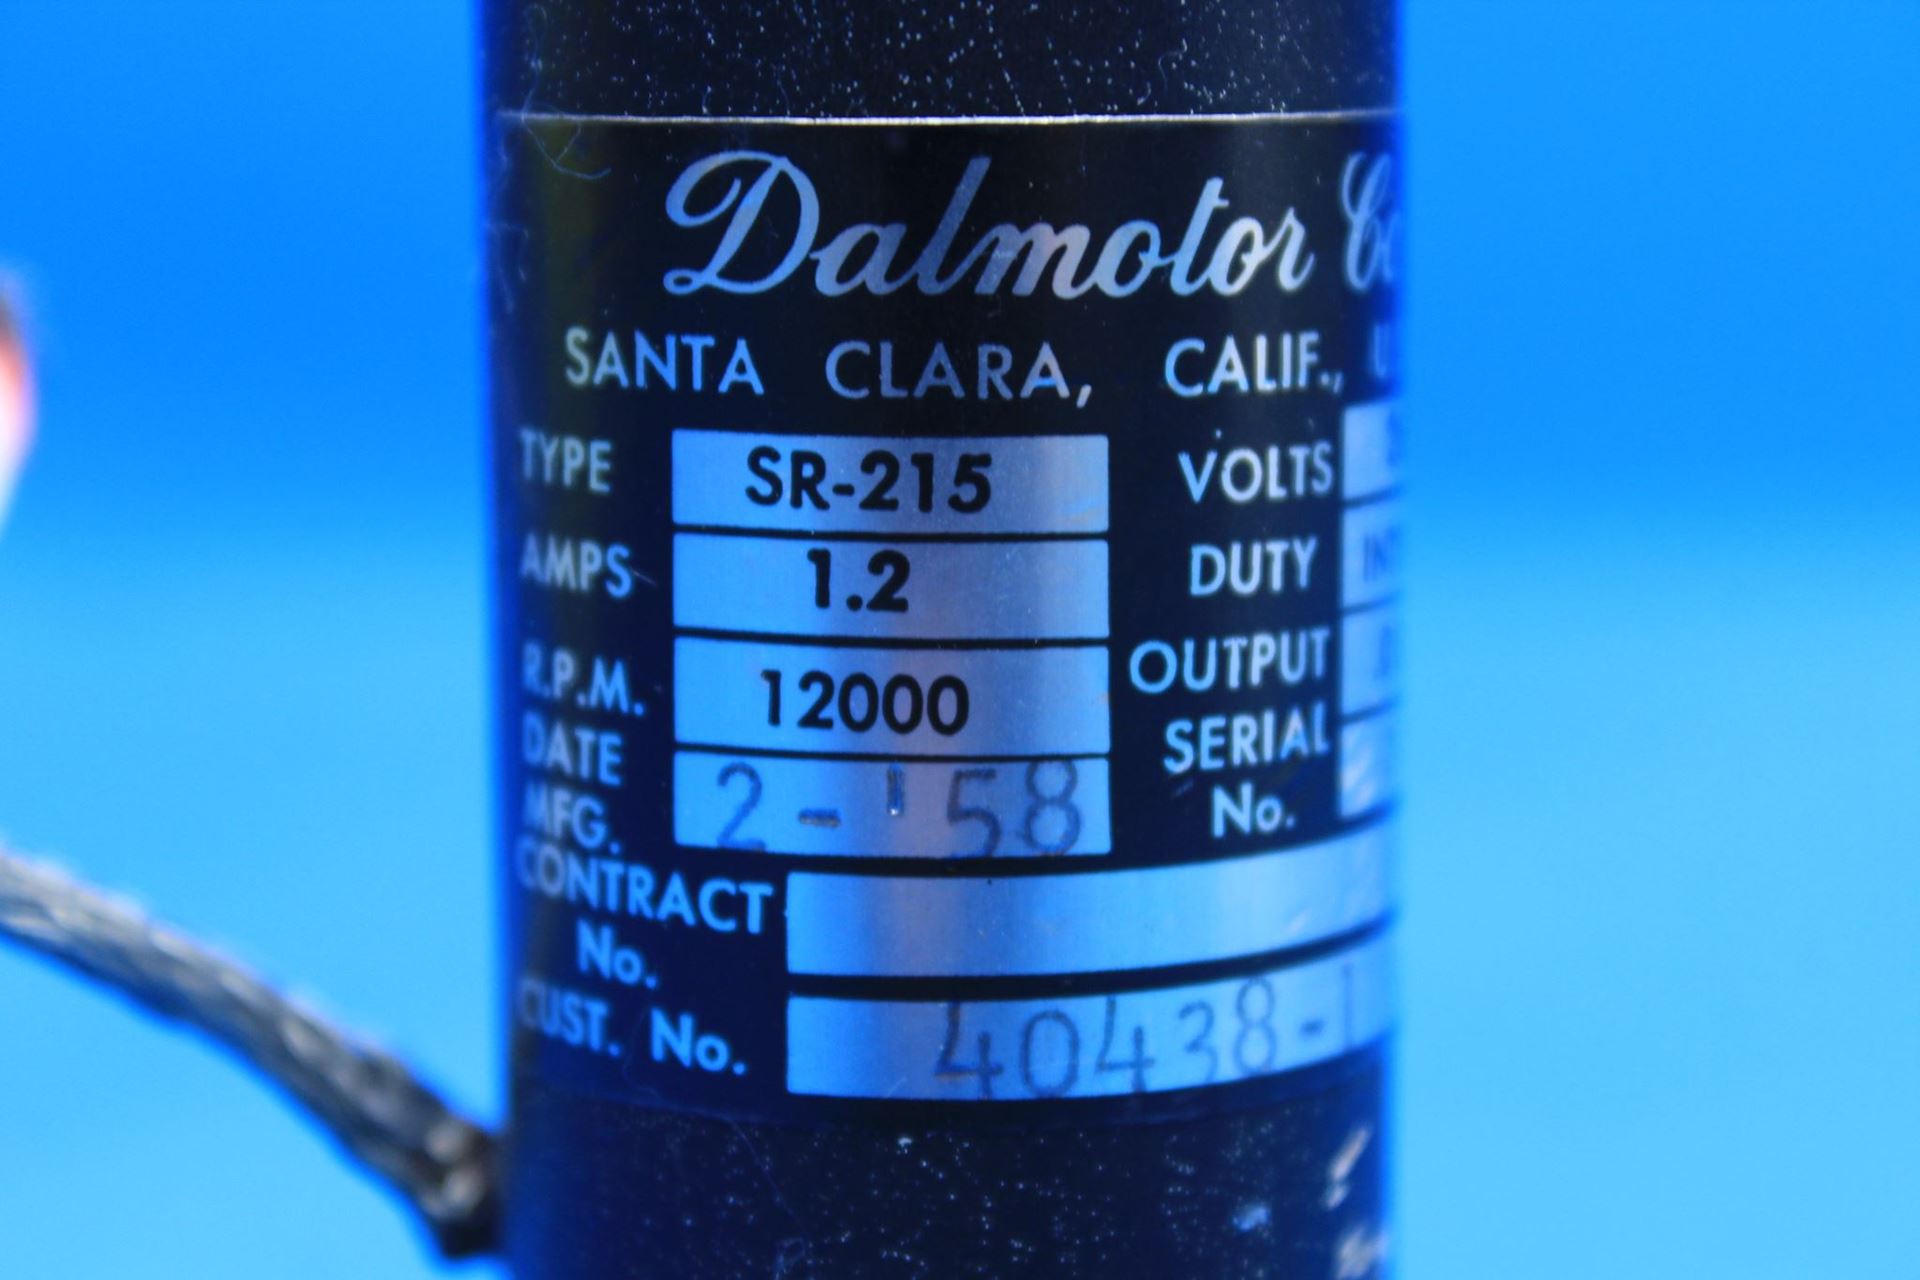 Dalmotor
SANTA CLARA, CALIF.,
TYPE SR-215 VOLTS
AMPS 1.2 DUTY
R.P.M. 12000 OUTPUT
DATE MFG. 2-'58 SERIAL No.
CONTRACT No.
CUST. No. 40438-1